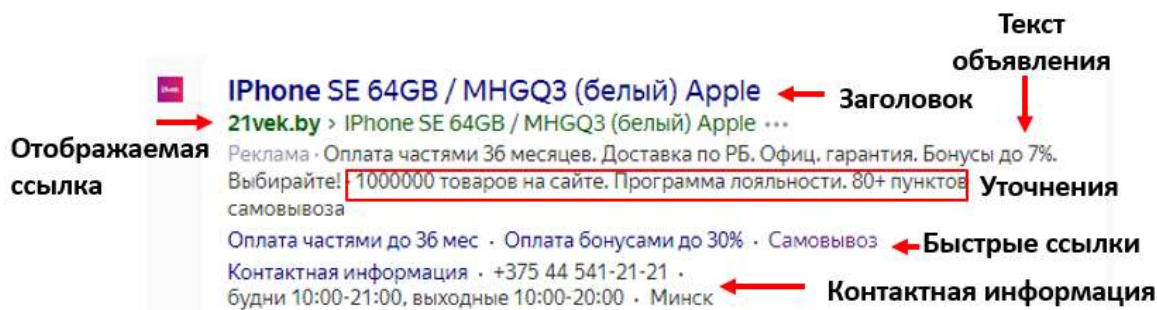 Текст
объявления
IPhone SE 64GB / MHGQ3 (белый) Apple
Заголовок
21vek.by › IPhone SE 64GB / MHGQ3 (белый) Apple ···
Отображаемая
ссылка
Реклама · Оплата частями 36 месяцев. Доставка по РБ. Офиц. гарантия. Бонусы до 7%.
Выбирайте! · 1000000 товаров на сайте. Программа лояльности. 80+ пунктов
самовывоза
Уточнения
Оплата частями до 36 мес · Оплата бонусами до 30% · Самовывоз
Быстрые ссылки
Контактная информация · +375 44 541-21-21 ·
будни 10:00-21:00, выходные 10:00-20:00 · Минск
Контактная информация